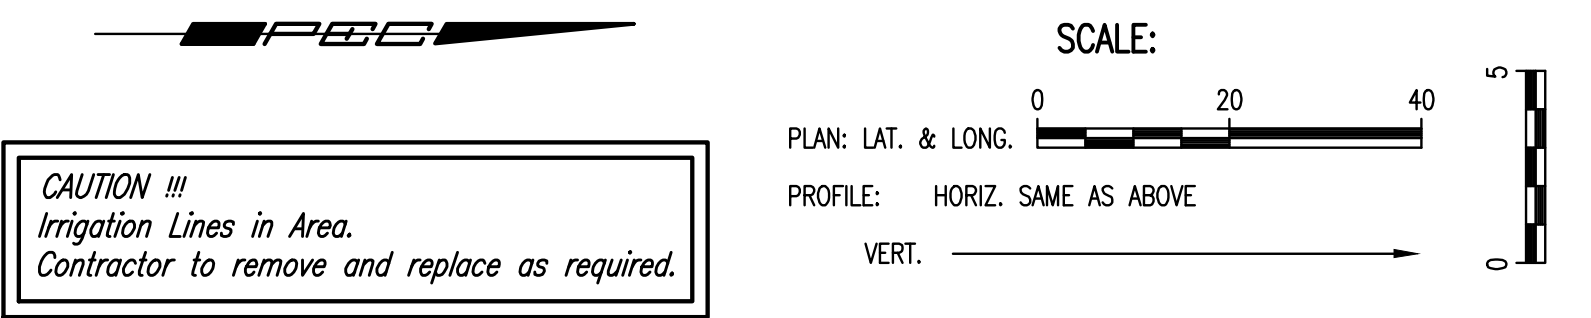 PEC
CAUTION !!!
Irrigation Lines in Area.
Contractor to remove and replace as required.
SCALE:
0 20 40
PLAN: LAT. & LONG.
PROFILE: HORIZ. SAME AS ABOVE
VERT.
5
0